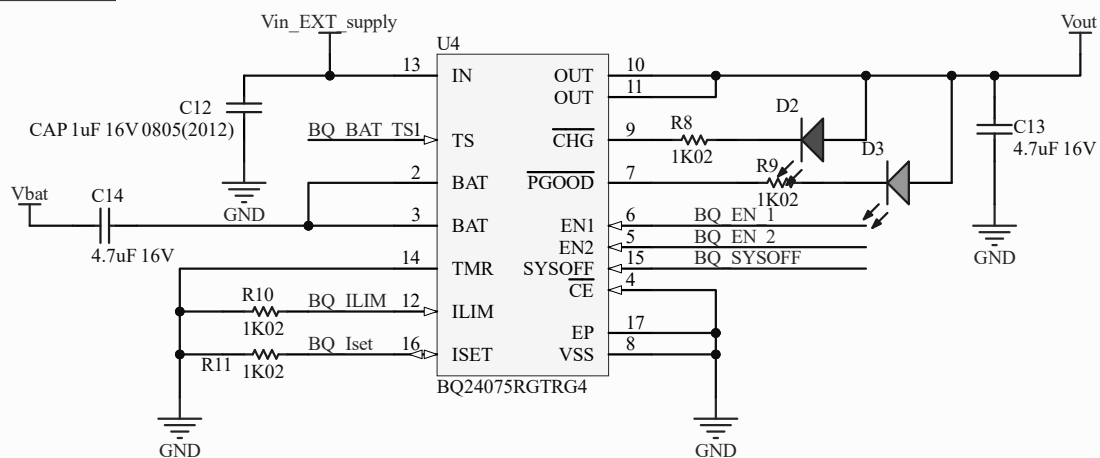 Vin_EXT_supply
Vout
U4
13 IN OUT 10
OUT 11
C12
CAP 1uF 16V 0805(2012)
GND
BQ_BAT_TS1 TS CHG 9 R8 1K02 D2
2 BAT PGOOD 7 R9 1K02 D3
C13
4.7uF 16V
GND
Vbat C14 4.7uF 16V
3 BAT EN1 6 BQ_EN_1
EN2 5 BQ_EN_2
14 TMR SYSOFF 15 BQ_SYSOFF
CE 4
R10 1K02 BQ_ILIM 12 ILIM
EP 17
R11 1K02 BQ_Iset 16 ISET VSS 8
BQ24075RGTRG4
GND
GND